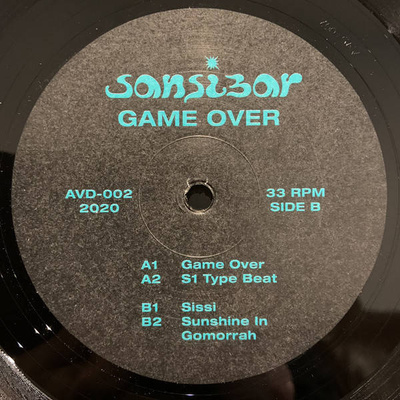 sansibar
GAME OVER
AVD-002 33 RPM
2020 SIDE B
A1 Game Over
A2 S1 Type Beat
B1 Sissi
B2 Sunshine In
Gomorrah